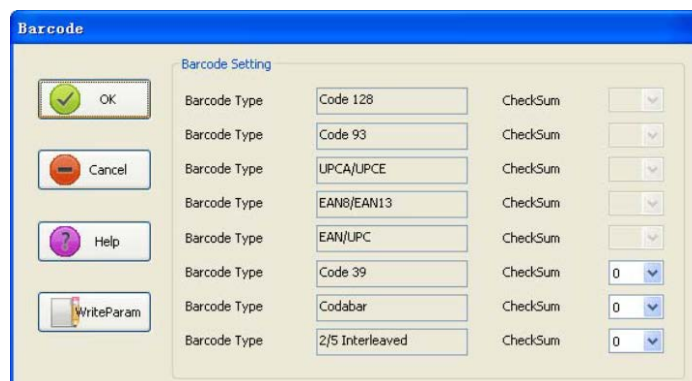 Barcode
Barcode Setting
OK
Barcode Type Code 128 CheckSum
Barcode Type Code 93 CheckSum
Cancel
Barcode Type UPCA/UPCE CheckSum
Barcode Type EAN8/EAN13 CheckSum
Help
Barcode Type EAN/UPC CheckSum
Barcode Type Code 39 CheckSum 0
WriteParam
Barcode Type Codabar CheckSum 0
Barcode Type 2/5 Interleaved CheckSum 0